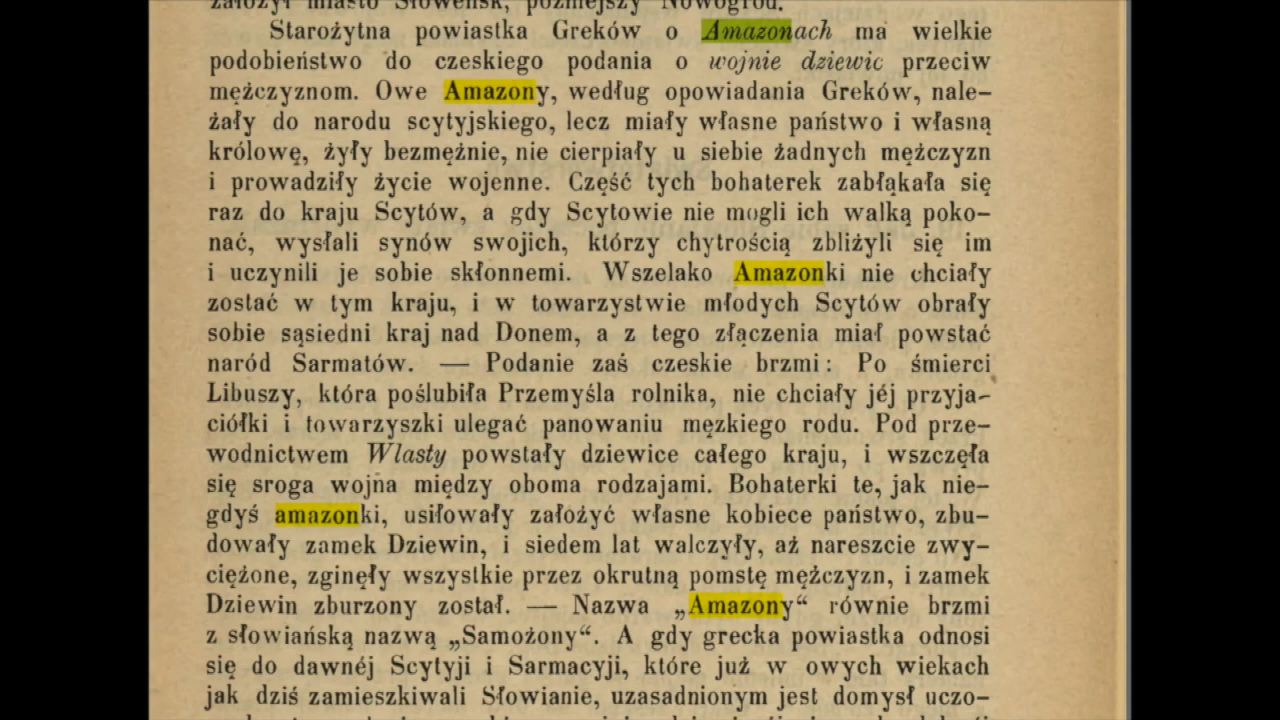 założył miasto Słoweńsk, późniejszy Nowogród.
Starożytna powiastka Greków o Amazonach ma wielkie
podobieństwo do czeskiego podania o wojnie dziewic przeciw
mężczyznom. Owe Amazony, według opowiadania Greków, nale-
żały do narodu scytyjskiego, lecz miały własne państwo i własną
królowę, żyły bezmężnie, nie cierpiały u siebie żadnych mężczyzn
i prowadziły życie wojenne. Część tych bohaterek zabłąkała się
raz do kraju Scytów, a gdy Scytowie nie mogli ich walką poko-
nać, wysłali synów swojich, którzy chytrością zbliżyli się im
i uczynili je sobie skłonnemi. Wszelako Amazonki nie chciały
zostać w tym kraju, i w towarzystwie młodych Scytów obrały
sobie sąsiedni kraj nad Donem, a z tego złączenia miał powstać
naród Sarmatów. — Podanie zaś czeskie brzmi: Po śmierci
Libuszy, która poślubiła Przemyśla rolnika, nie chciały jéj przyja-
ciółki i towarzyszki ulegać panowaniu męzkiego rodu. Pod prze-
wodnictwem Wlasty powstały dziewice całego kraju, i wszczęła
się sroga wojna między oboma rodzajami. Bohaterki te, jak nie-
gdyś amazonki, usiłowały założyć własne kobiece państwo, zbu-
dowały zamek Dziewin, i siedem lat walczyły, aż nareszcie zwy-
ciężone, zginęły wszystkie przez okrutną pomstę mężczyzn, i zamek
Dziewin zburzony został. — Nazwa „Amazony“ równie brzmi
z słowiańską nazwą „Samożony“. A gdy grecka powiastka odnosi
się do dawnéj Scytyji i Sarmacyji, które już w owych wiekach
jak dziś zamieszkiwali Słowianie, uzasadnionym jest domysł uczo-